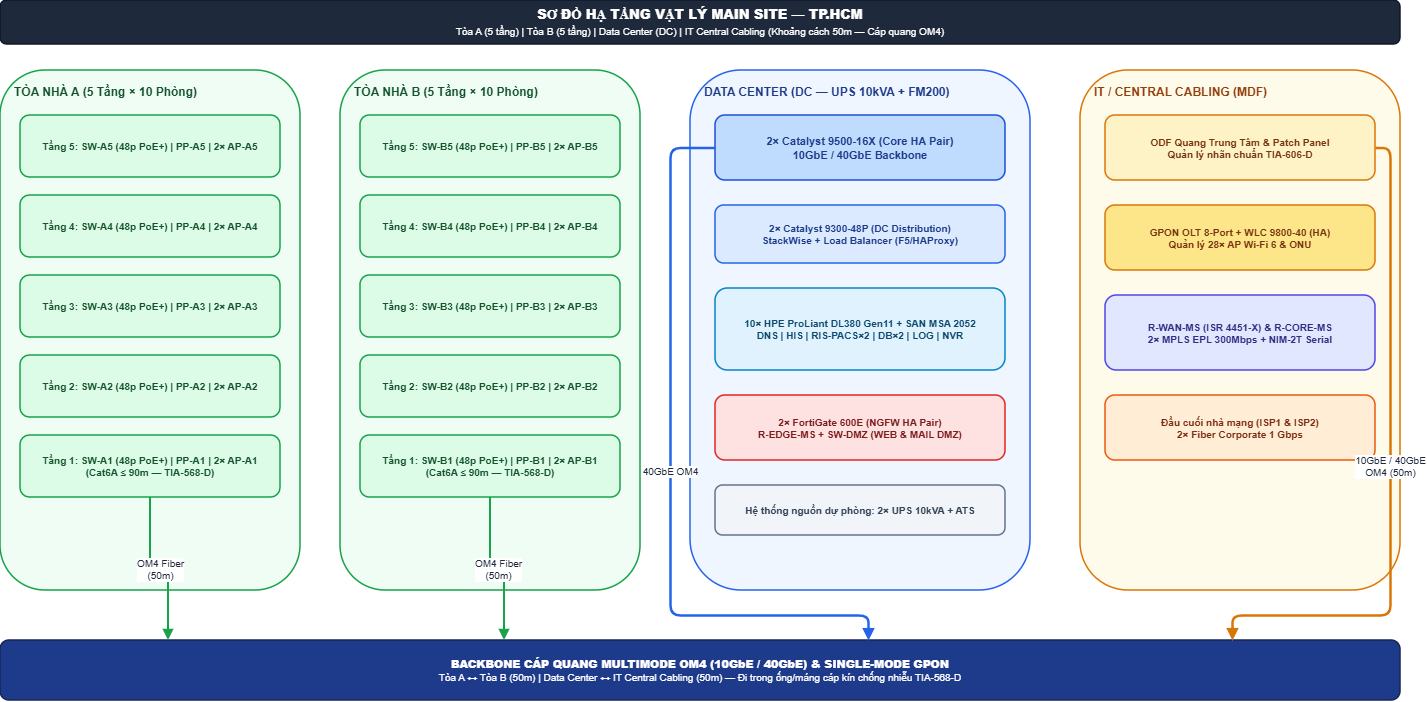 SƠ ĐỒ HẠ TẦNG VẬT LÝ MAIN SITE — TP.HCM
Tòa A (5 tầng) | Tòa B (5 tầng) | Data Center (DC) | IT Central Cabling (Khoảng cách 50m — Cáp quang OM4)
TÒA NHÀ A (5 Tầng × 10 Phòng)
Tầng 5: SW-A5 (48p PoE+) | PP-A5 | 2× AP-A5
Tầng 4: SW-A4 (48p PoE+) | PP-A4 | 2× AP-A4
Tầng 3: SW-A3 (48p PoE+) | PP-A3 | 2× AP-A3
Tầng 2: SW-A2 (48p PoE+) | PP-A2 | 2× AP-A2
Tầng 1: SW-A1 (48p PoE+) | PP-A1 | 2× AP-A1
(Cat6A ≤ 90m — TIA-568-D)
OM4 Fiber
(50m)
TÒA NHÀ B (5 Tầng × 10 Phòng)
Tầng 5: SW-B5 (48p PoE+) | PP-B5 | 2× AP-B5
Tầng 4: SW-B4 (48p PoE+) | PP-B4 | 2× AP-B4
Tầng 3: SW-B3 (48p PoE+) | PP-B3 | 2× AP-B3
Tầng 2: SW-B2 (48p PoE+) | PP-B2 | 2× AP-B2
Tầng 1: SW-B1 (48p PoE+) | PP-B1 | 2× AP-B1
(Cat6A ≤ 90m — TIA-568-D)
OM4 Fiber
(50m)
DATA CENTER (DC — UPS 10kVA + FM200)
2× Catalyst 9500-16X (Core HA Pair)
10GbE / 40GbE Backbone
2× Catalyst 9300-48P (DC Distribution)
StackWise + Load Balancer (F5/HAProxy)
10× HPE ProLiant DL380 Gen11 + SAN MSA 2052
DNS | HIS | RIS-PACS×2 | DB×2 | LOG | NVR
2× FortiGate 600E (NGFW HA Pair)
R-EDGE-MS + SW-DMZ (WEB & MAIL DMZ)
40GbE OM4
Hệ thống nguồn dự phòng: 2× UPS 10kVA + ATS
IT / CENTRAL CABLING (MDF)
ODF Quang Trung Tâm & Patch Panel
Quản lý nhãn chuẩn TIA-606-D
GPON OLT 8-Port + WLC 9800-40 (HA)
Quản lý 28× AP Wi-Fi 6 & ONU
R-WAN-MS (ISR 4451-X) & R-CORE-MS
2× MPLS EPL 300Mbps + NIM-2T Serial
Đầu cuối nhà mạng (ISP1 & ISP2)
2× Fiber Corporate 1 Gbps
10GbE / 40GbE
OM4 (50m)
BACKBONE CÁP QUANG MULTIMODE OM4 (10GbE / 40GbE) & SINGLE-MODE GPON
Tòa A ↔ Tòa B (50m) | Data Center ↔ IT Central Cabling (50m) — Đi trong ống/máng cáp kín chống nhiễu TIA-568-D